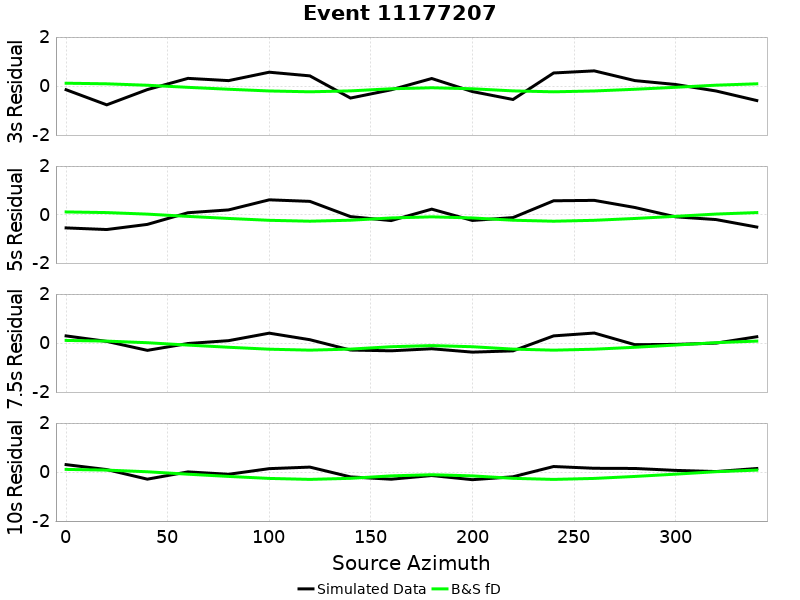 Event 11177207
3s Residual
2
0
-2
5s Residual
2
0
-2
7.5s Residual
2
0
-2
10s Residual
2
0
-2
0 50 100 150 200 250 300
Source Azimuth
Simulated Data B&S fD